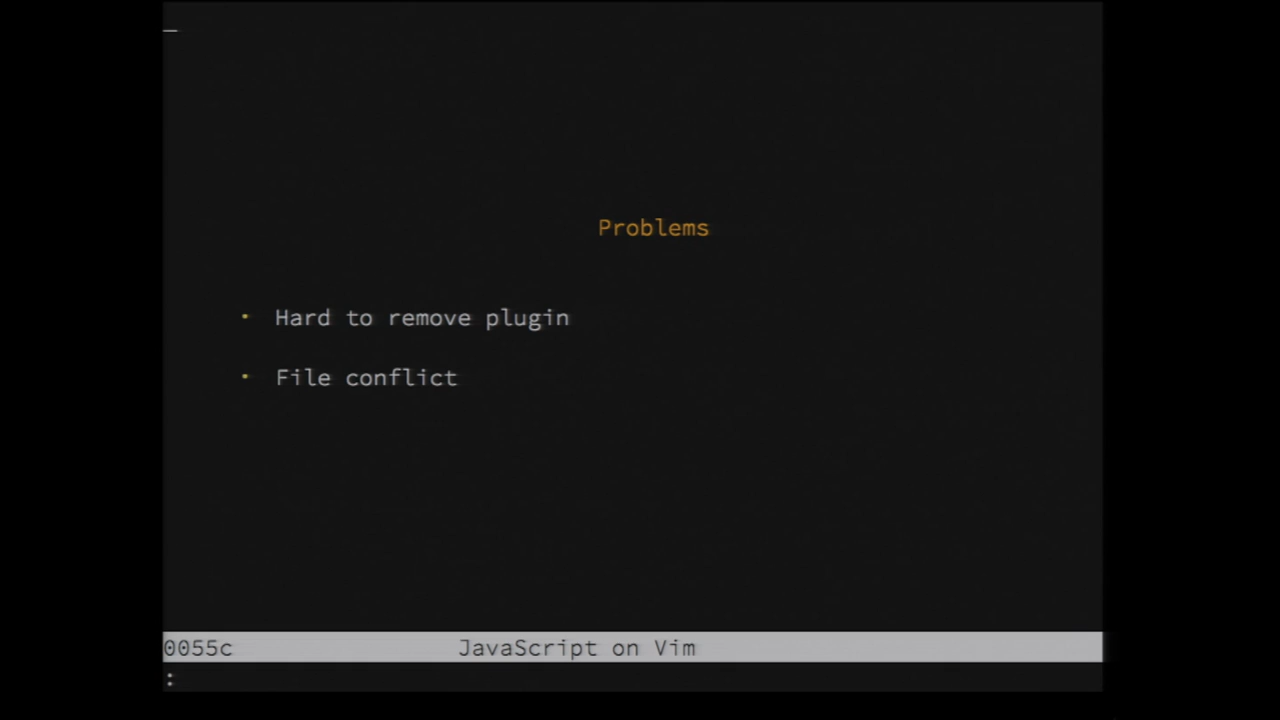 Problems
• Hard to remove plugin
• File conflict
0055c JavaScript on Vim
: